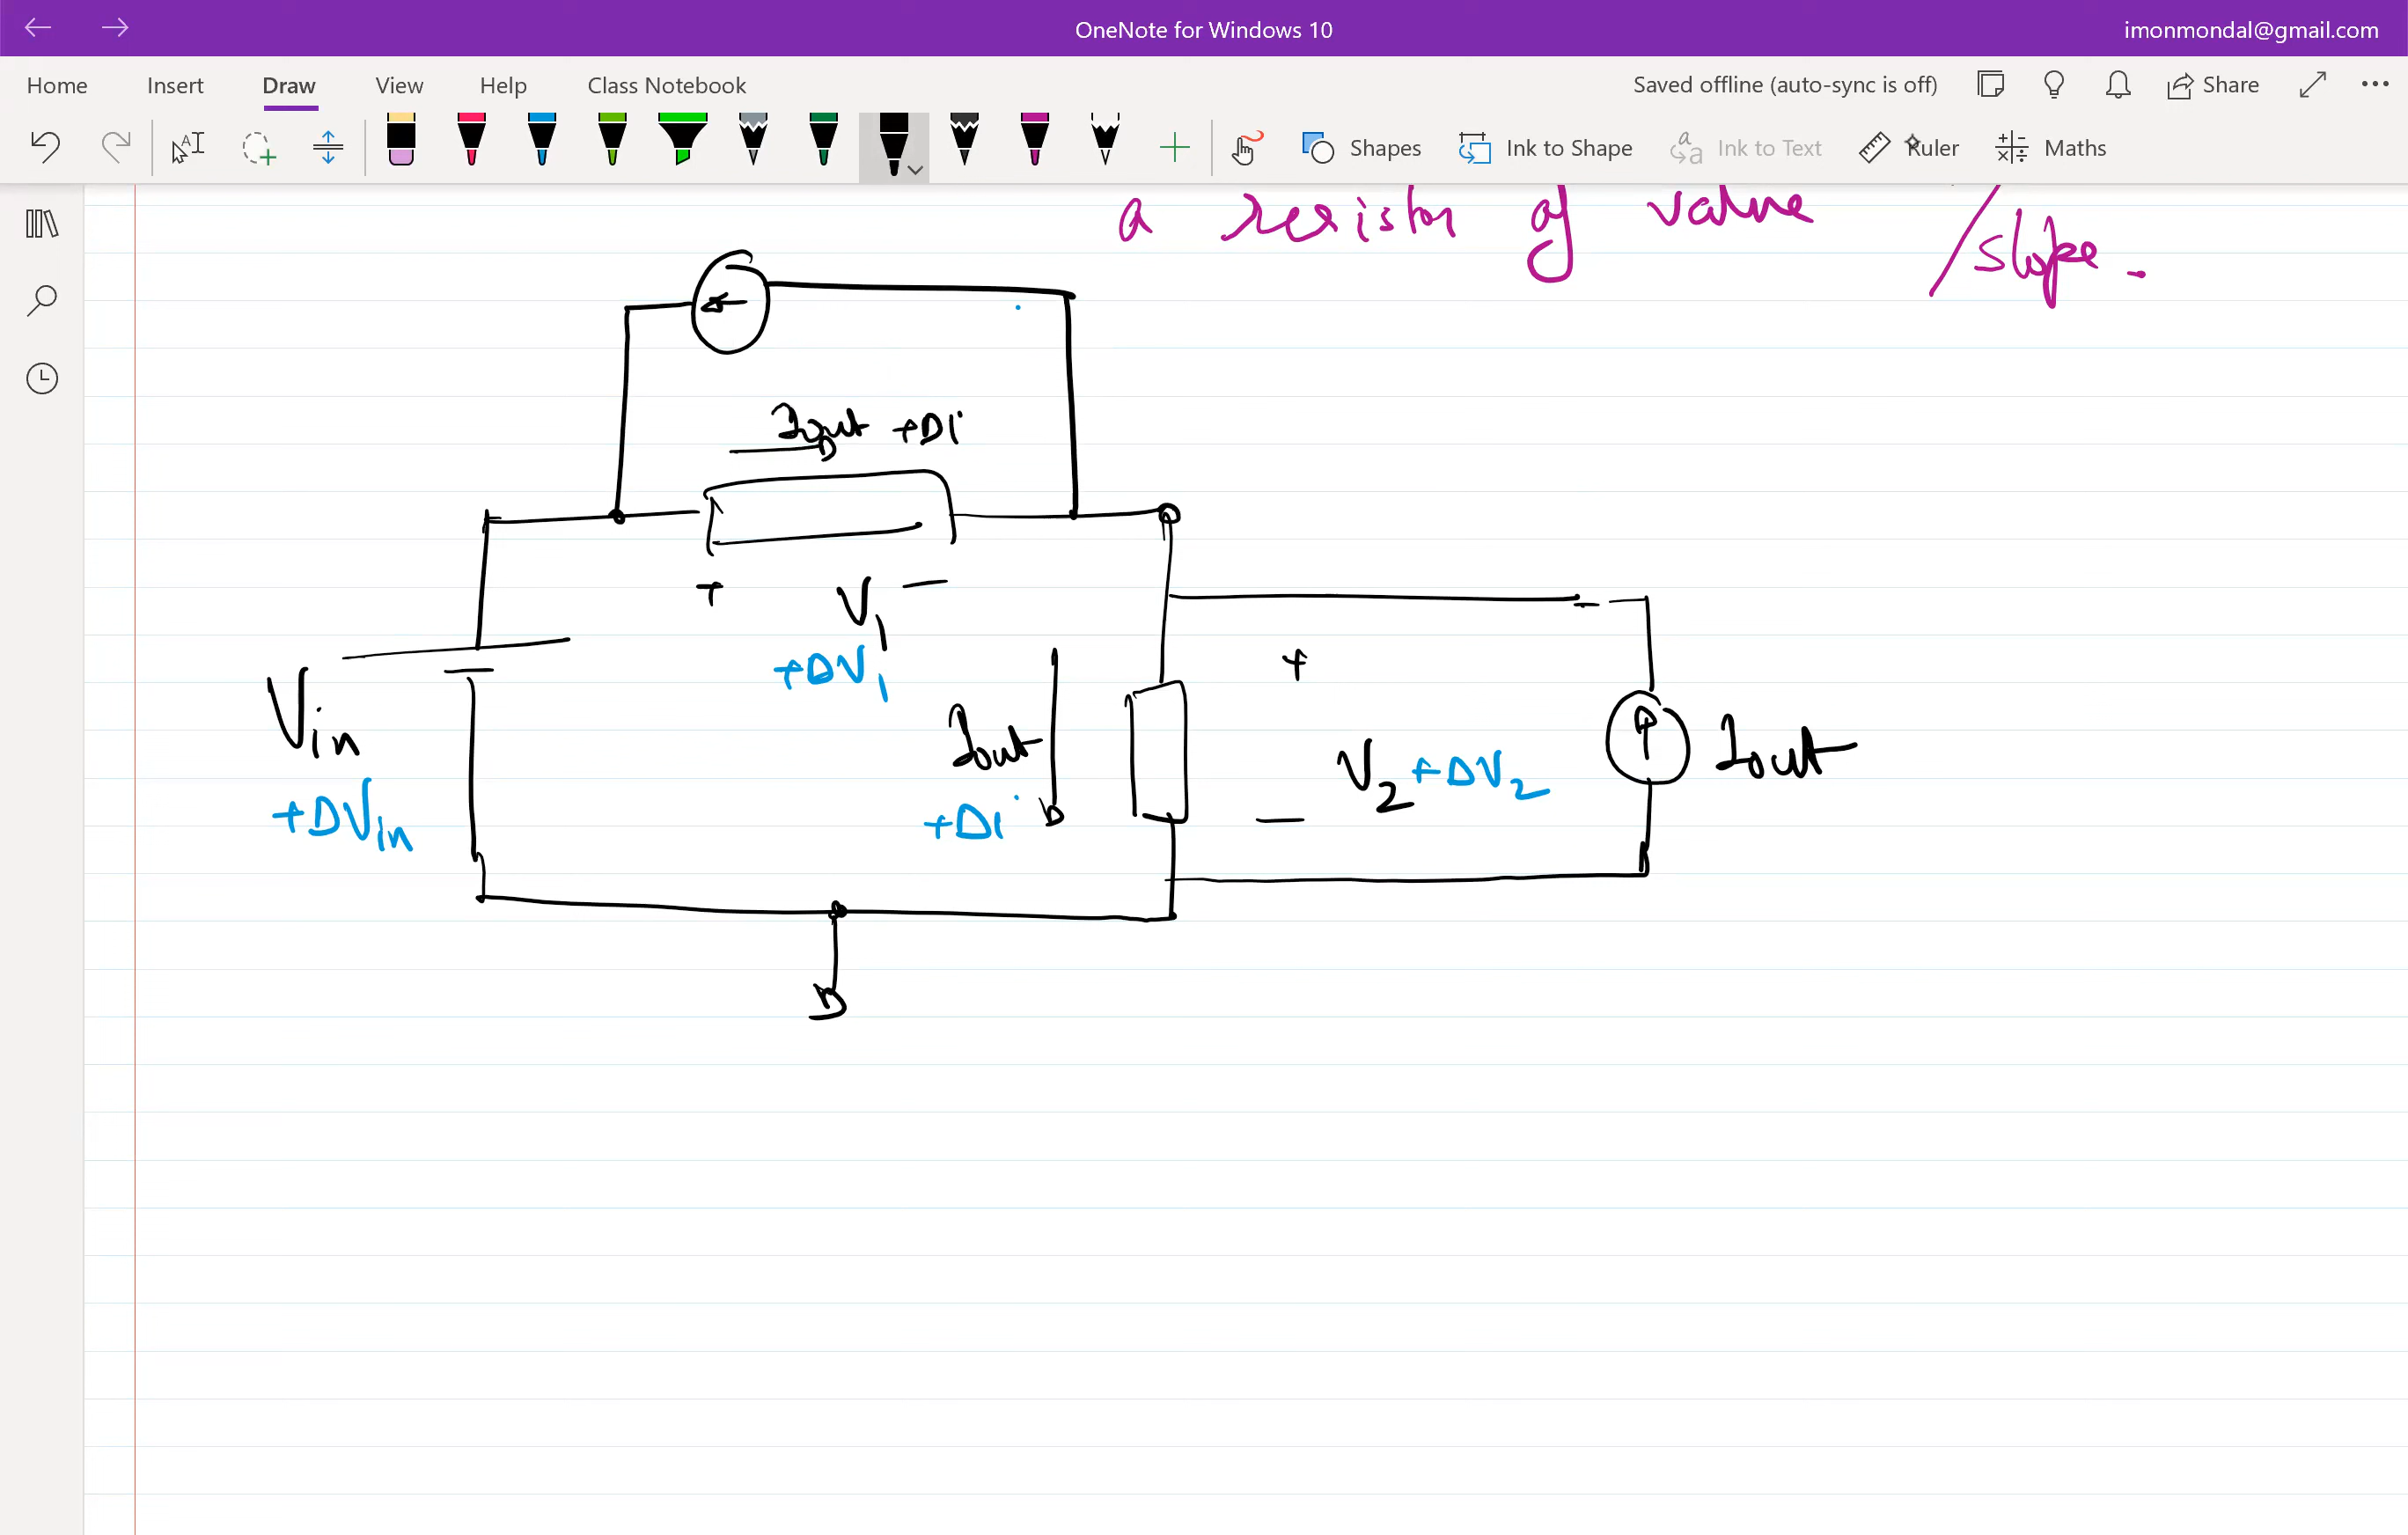 OneNote for Windows 10
imonmondal@gmail.com
Home Insert Draw View Help Class Notebook
Saved offline (auto-sync is off) Share
Shapes Ink to Shape Ink to Text Ruler Maths
a resistor of value
/slope.
Iout +Δi
+ V1 −
+ΔV1
Vin
+ΔVin
Iout
+Δi
+
V2 +ΔV2
−
Iout